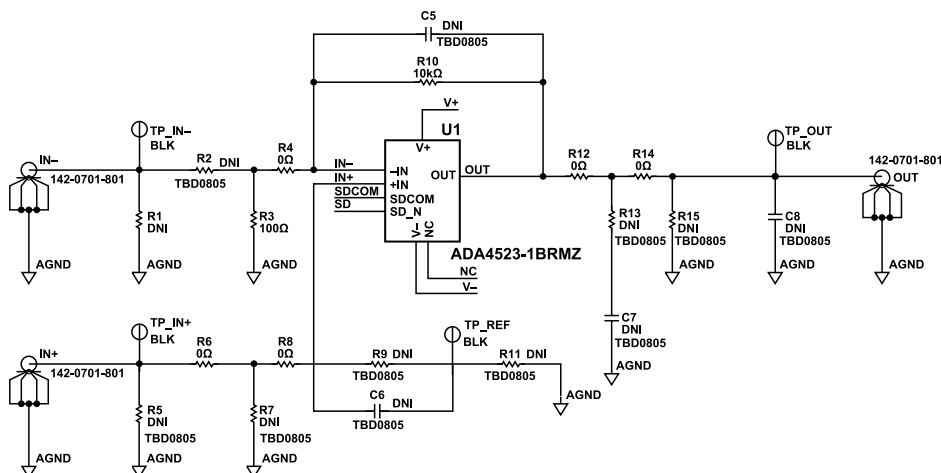 C5
DNI
TBD0805
R10
10kΩ
V+
U1
TP_IN–
BLK
R4
0Ω
IN–
142-0701-801
R2
DNI
TBD0805
IN–
IN+
SDCOM
SD
V+
–IN
+IN
SDCOM
SD_N
OUT
V–
NC
OUT
ADA4523-1BRMZ
NC
V–
R12
0Ω
R14
0Ω
TP_OUT
BLK
142-0701-801
OUT
R1
DNI
R3
100Ω
R13
DNI
TBD0805
R15
DNI
TBD0805
C8
DNI
TBD0805
AGND
AGND
AGND
AGND
AGND
AGND
C7
DNI
TBD0805
AGND
TP_IN+
BLK
TP_REF
BLK
IN+
142-0701-801
R6
0Ω
R8
0Ω
R9 DNI
TBD0805
R11 DNI
TBD0805
AGND
C6
DNI
TBD0805
R5
DNI
TBD0805
R7
DNI
TBD0805
AGND
AGND
AGND